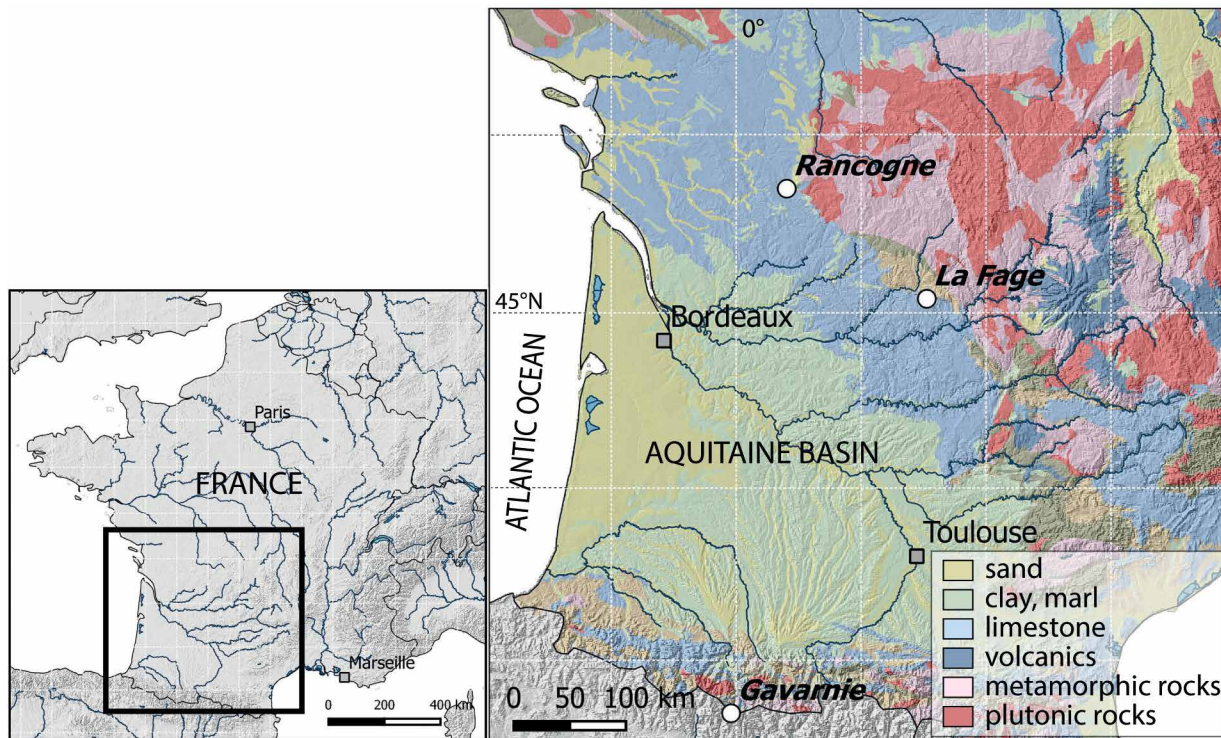 Paris
FRANCE
Marseille
0 200 400 km
0°
Rancogne
La Fage
45°N
Bordeaux
ATLANTIC OCEAN
AQUITAINE BASIN
Toulouse
sand
clay, marl
limestone
volcanics
metamorphic rocks
plutonic rocks
Gavarnie
0 50 100 km